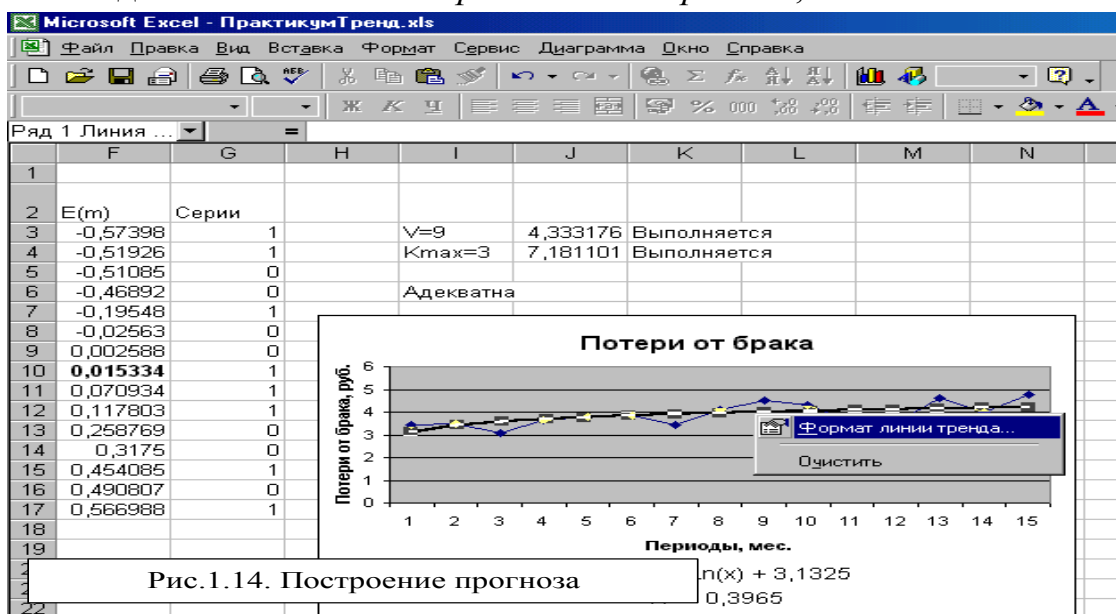 Microsoft Excel - ПрактикумТренд.xls
Файл Правка Вид Вставка Формат Сервис Диаграмма Окно Справка
Ж К Ч % 000
Ряд 1 Линия ... =
F G H I J K L M N
1
2 E(m) Серии
3 -0,57398 1 V=9 4,333176 Выполняется
4 -0,51926 1 Kmax=3 7,181101 Выполняется
5 -0,51085 0
6 -0,46892 0 Адекватна
7 -0,19548 1
8 -0,02563 0
9 0,002588 0
10 0,015334 1
11 0,070934 1
12 0,117803 1
13 0,258769 0
14 0,3175 0
15 0,454085 1
16 0,490807 0
17 0,566988 1
18
19
22
Потери от брака
Потери от брака, руб.
6
5
4
3
2
1
0
Формат линии тренда...
Очистить
1 2 3 4 5 6 7 8 9 10 11 12 13 14 15
Периоды, мес.
n(x) + 3,1325
0,3965
Рис.1.14. Построение прогноза